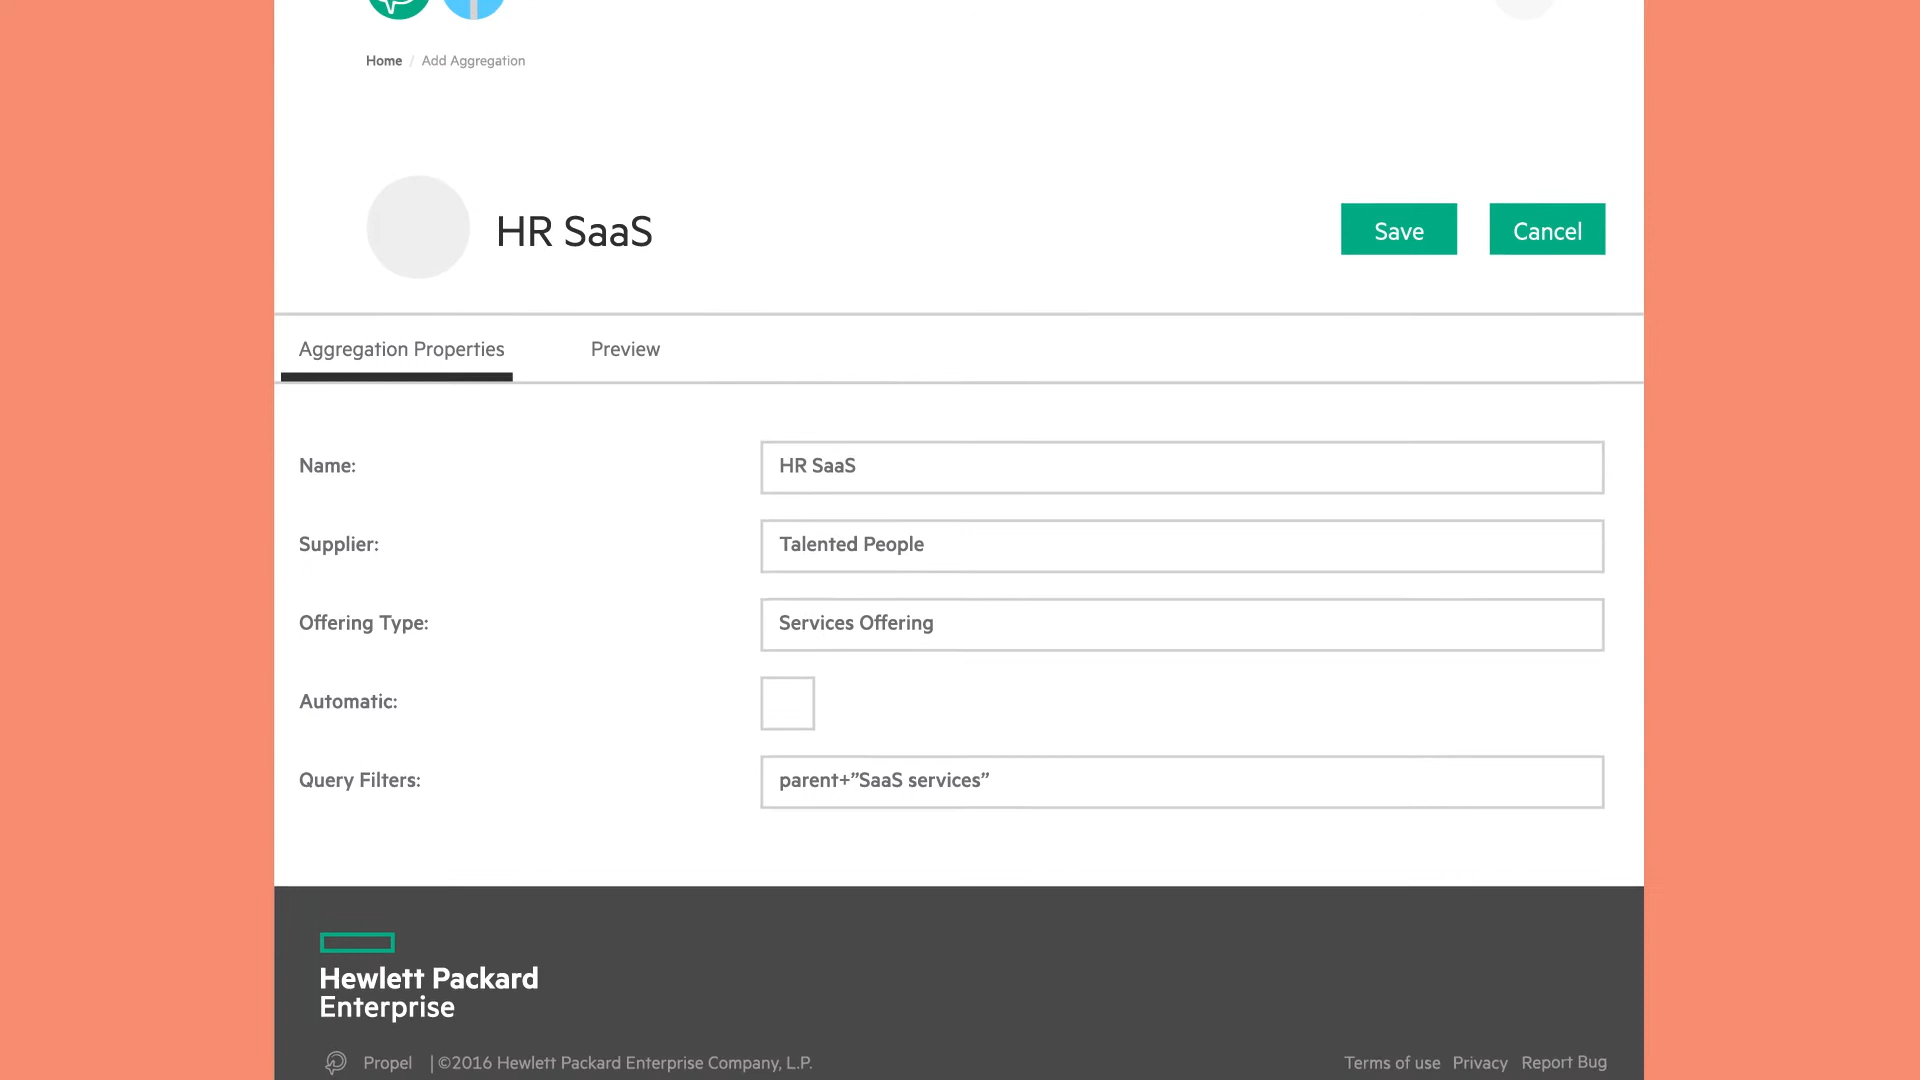 Home / Add Aggregation
HR SaaS
Save
Cancel
Aggregation Properties
Preview
Name:
HR SaaS
Supplier:
Talented People
Offering Type:
Services Offering
Automatic:
Query Filters:
parent+”SaaS services”
Hewlett Packard
Enterprise
Propel | ©2016 Hewlett Packard Enterprise Company, L.P.
Terms of use Privacy Report Bug